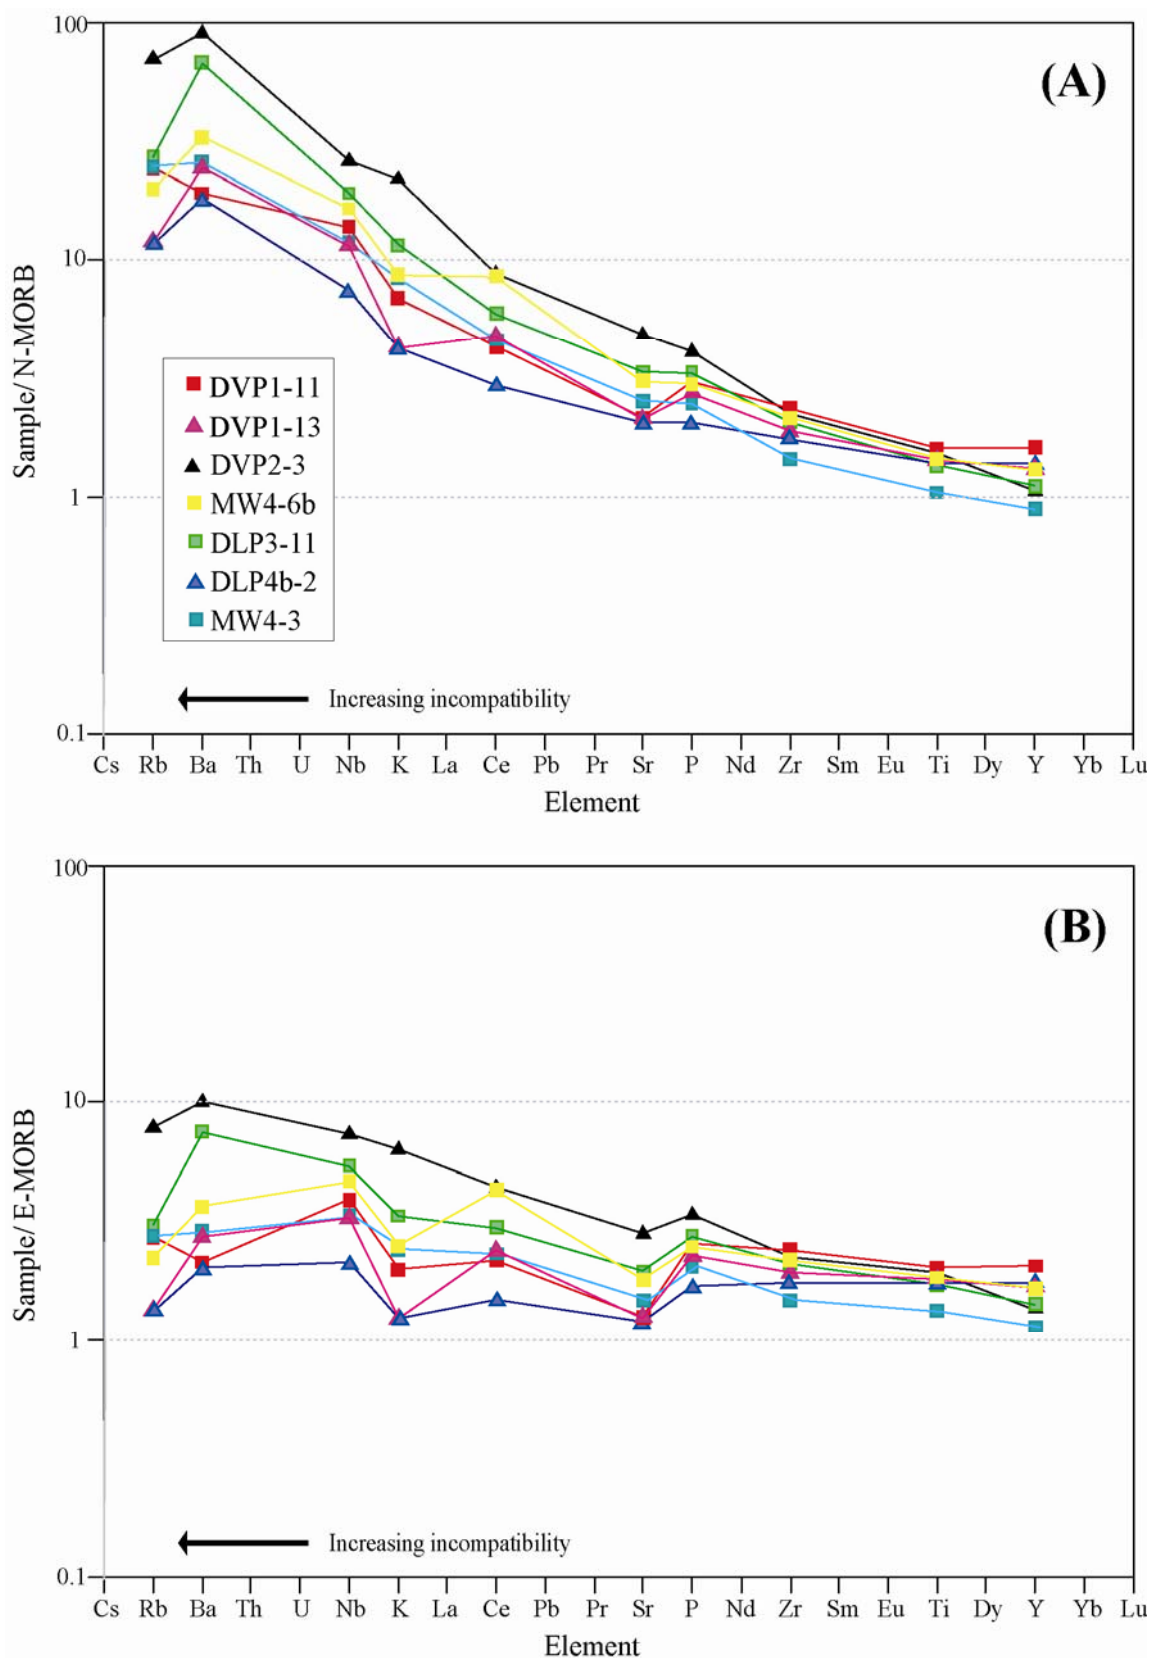 100
(A)
10
Sample/ N-MORB
DVP1-11
DVP1-13
DVP2-3
MW4-6b
DLP3-11
DLP4b-2
MW4-3
1
Increasing incompatibility
0.1
Cs Rb Ba Th U Nb K La Ce Pb Pr Sr P Nd Zr Sm Eu Ti Dy Y Yb Lu
Element
100
(B)
10
Sample/ E-MORB
1
Increasing incompatibility
0.1
Cs Rb Ba Th U Nb K La Ce Pb Pr Sr P Nd Zr Sm Eu Ti Dy Y Yb Lu
Element